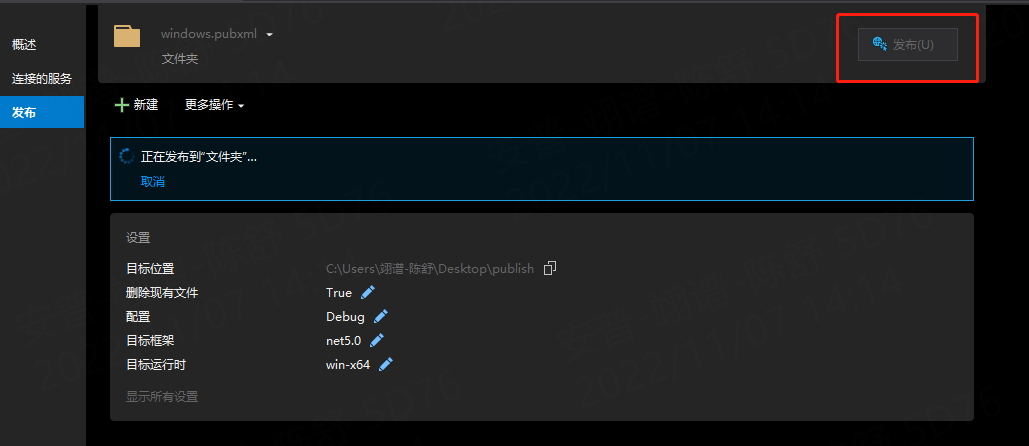 windows.pubxml
文件夹
发布(U)
概述
连接的服务
发布
新建 更多操作
正在发布到"文件夹"...
取消
设置
目标位置 C:\Users\翊谱-陈舒\Desktop\publish
删除现有文件 True
配置 Debug
目标框架 net5.0
目标运行时 win-x64
显示所有设置